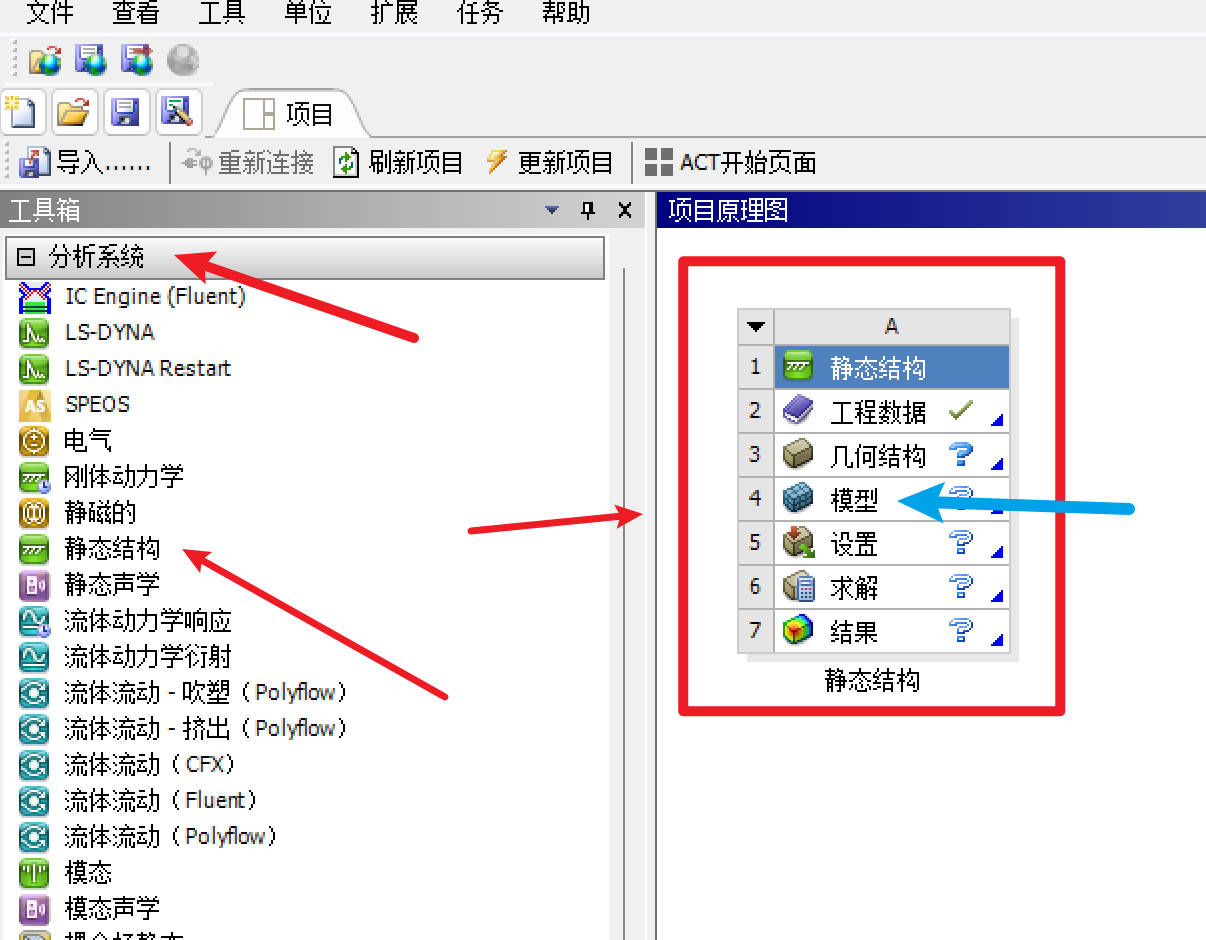 文件 查看 工具 单位 扩展 任务 帮助
项目
导入...... 重新连接 刷新项目 更新项目 ACT开始页面
工具箱
分析系统
IC Engine (Fluent)
LS-DYNA
LS-DYNA Restart
AS SPEOS
电气
刚体动力学
静磁的
静态结构
静态声学
流体动力学响应
流体动力学衍射
流体流动 - 吹塑（Polyflow）
流体流动 - 挤出（Polyflow）
流体流动（CFX）
流体流动（Fluent）
流体流动（Polyflow）
模态
模态声学
项目原理图
A
1 静态结构
2 工程数据
3 几何结构 ?
4 模型 ?
5 设置 ?
6 求解 ?
7 结果 ?
静态结构